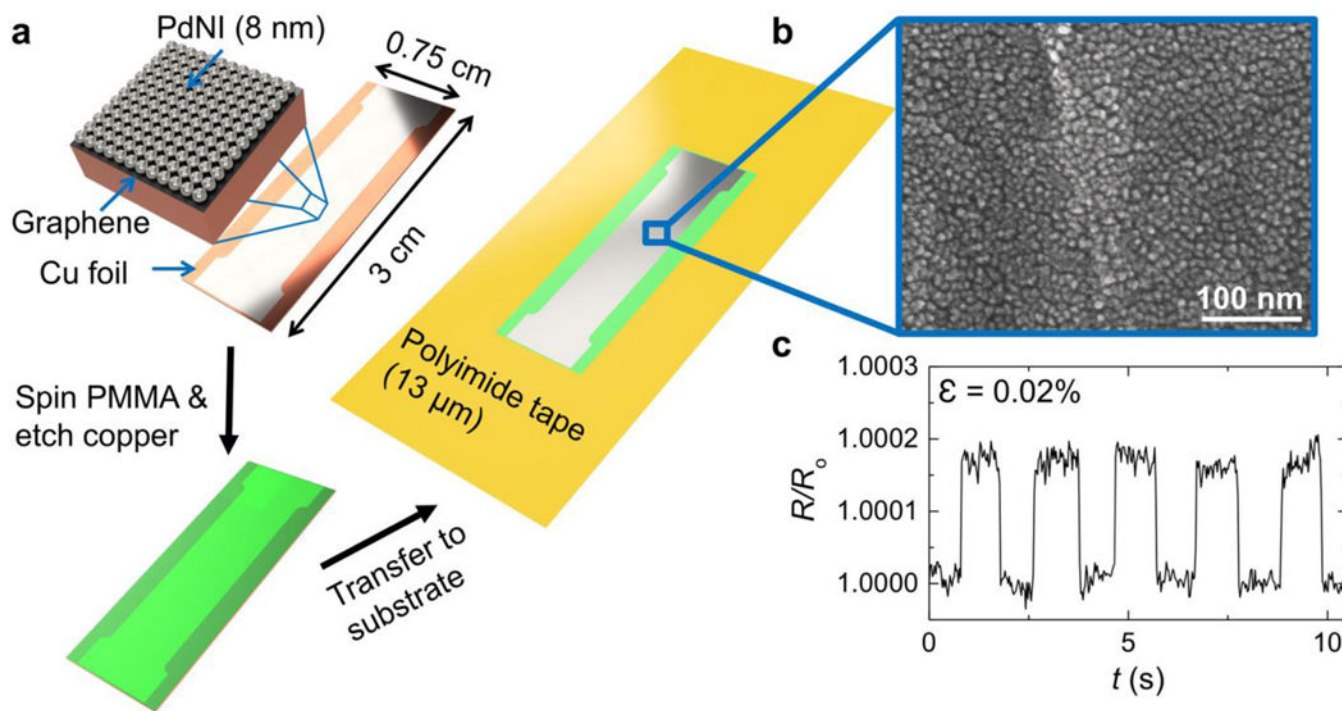 a
PdNI (8 nm)
0.75 cm
Graphene
Cu foil
3 cm
Spin PMMA &
etch copper
Transfer to
substrate
Polyimide tape
(13 µm)
b
100 nm
c
1.0003
Ɛ = 0.02%
1.0002
1.0001
1.0000
R/Ro
0
5
10
t (s)